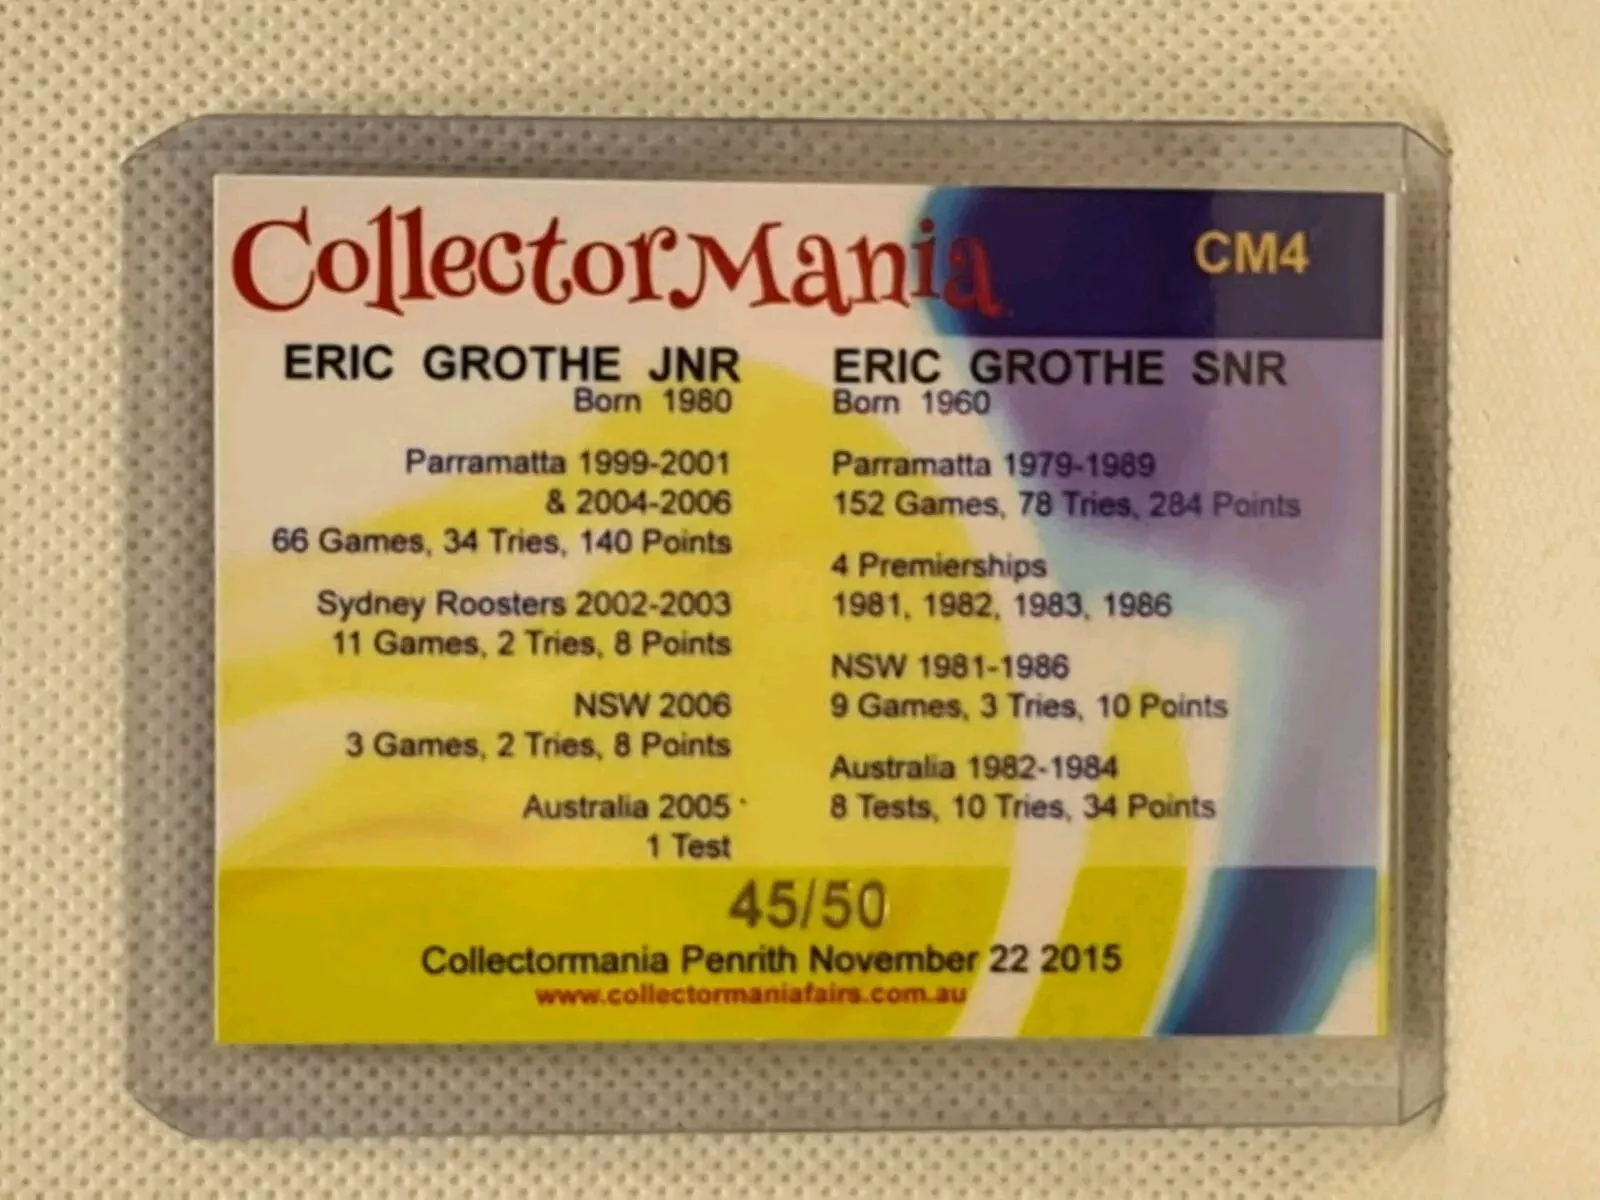 CollectorMania
CM4
ERIC GROTHE JNR
Born 1980
Parramatta 1999-2001
& 2004-2006
66 Games, 34 Tries, 140 Points
Sydney Roosters 2002-2003
11 Games, 2 Tries, 8 Points
NSW 2006
3 Games, 2 Tries, 8 Points
Australia 2005
1 Test
ERIC GROTHE SNR
Born 1960
Parramatta 1979-1989
152 Games, 78 Tries, 284 Points
4 Premierships
1981, 1982, 1983, 1986
NSW 1981-1986
9 Games, 3 Tries, 10 Points
Australia 1982-1984
8 Tests, 10 Tries, 34 Points
45/50
Collectormania Penrith November 22 2015
www.collectormaniafairs.com.au